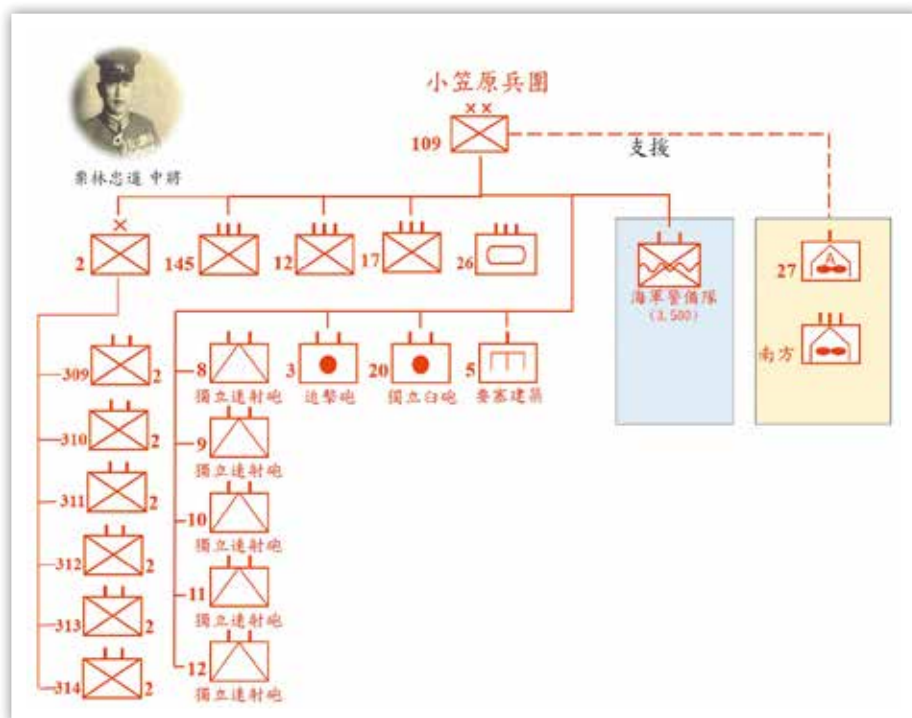 小笠原兵團
109
支援
栗林忠道 中將
2
145
12
17
26
海軍警備隊
(3,500)
A
27
南方
309 2
310 2
311 2
312 2
313 2
314 2
8
獨立速射砲
9
獨立速射砲
10
獨立速射砲
11
獨立速射砲
12
獨立速射砲
3
迫擊砲
20
獨立臼砲
5
要塞建築